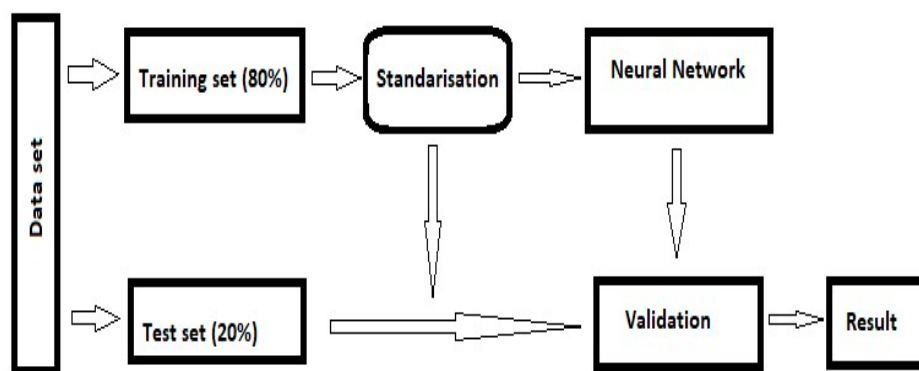 Data set
Training set (80%)
Standarisation
Neural Network
Test set (20%)
Validation
Result